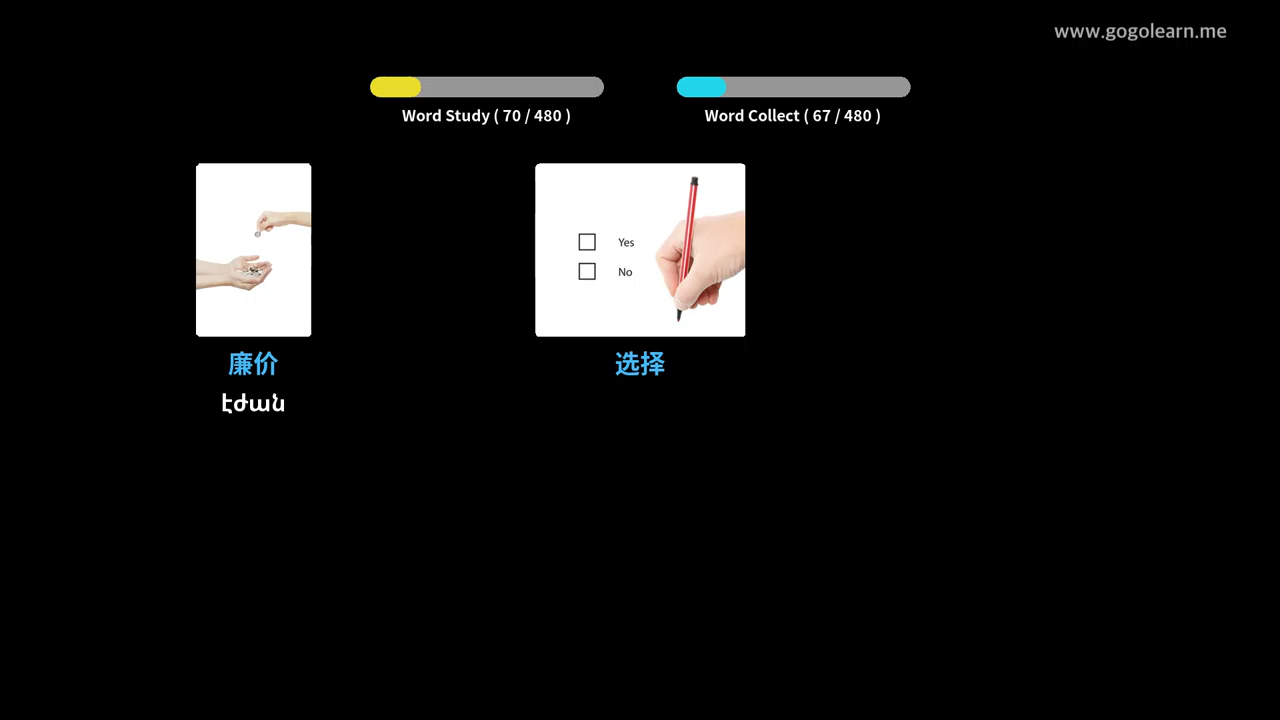 www.gogolearn.me
Word Study ( 70 / 480 )
Word Collect ( 67 / 480 )
Yes
No
廉价
选择
էժան